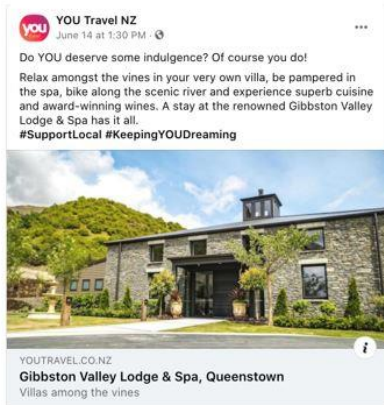 you
YOU Travel NZ
June 14 at 1:30 PM ·
Do YOU deserve some indulgence? Of course you do!
Relax amongst the vines in your very own villa, be pampered in
the spa, bike along the scenic river and experience superb cuisine
and award-winning wines. A stay at the renowned Gibbston Valley
Lodge & Spa has it all.
#SupportLocal #KeepingYOUDreaming
i
YOUTRAVEL.CO.NZ
Gibbston Valley Lodge & Spa, Queenstown
Villas among the vines